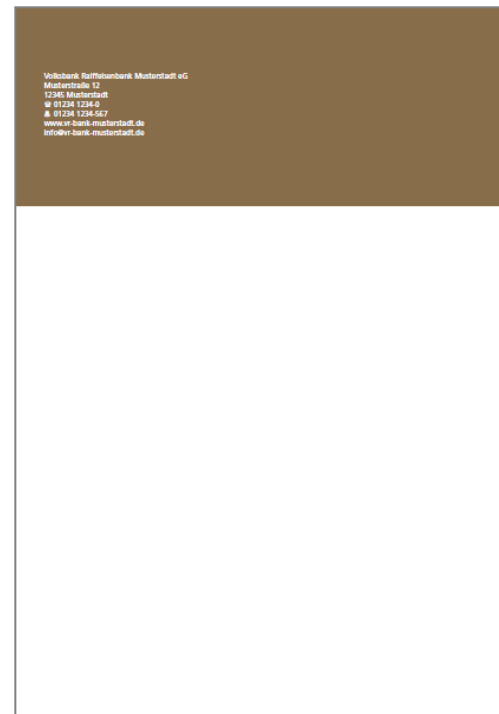 Volksbank Raiffeisenbank Musterstadt eG
Musterstraße 12
12345 Musterstadt
☎ 01234 1234-0
🖷 01234 1234-567
www.vr-bank-musterstadt.de
info@vr-bank-musterstadt.de